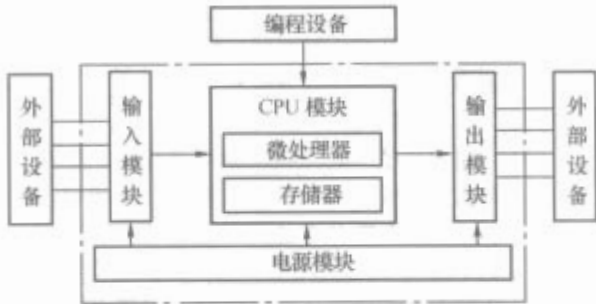 编程设备
外部设备
输入模块
CPU 模块
微处理器
存储器
输出模块
外部设备
电源模块